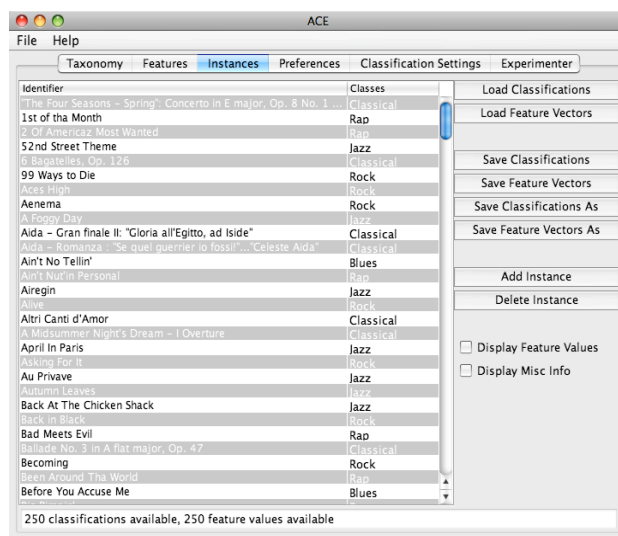 ACE
File Help
Taxonomy Features Instances Preferences Classification Settings Experimenter
Identifier Classes
"The Four Seasons – Spring": Concerto in E major, Op. 8 No. 1 ... Classical
1st of tha Month Rap
2 Of Americaz Most Wanted Rap
52nd Street Theme Jazz
6 Bagatelles, Op. 126 Classical
99 Ways to Die Rock
Aces High Rock
Aenema Rock
A Foggy Day Jazz
Aida – Gran finale II: "Gloria all'Egitto, ad Iside" Classical
Aida – Romanza : "Se quel guerrier io fossi!"..."Celeste Aida" Classical
Ain't No Tellin' Blues
Ain't Nut'in Personal Rap
Airegin Jazz
Alive Rock
Altri Canti d'Amor Classical
A Midsummer Night's Dream – I Overture Classical
April In Paris Jazz
Asking For It Rock
Au Privave Jazz
Autumn Leaves Jazz
Back At The Chicken Shack Jazz
Back in Black Rock
Bad Meets Evil Rap
Ballade No. 3 in A flat major, Op. 47 Classical
Becoming Rock
Been Around Tha World Rap
Before You Accuse Me Blues
Load Classifications
Load Feature Vectors
Save Classifications
Save Feature Vectors
Save Classifications As
Save Feature Vectors As
Add Instance
Delete Instance
Display Feature Values
Display Misc Info
250 classifications available, 250 feature values available